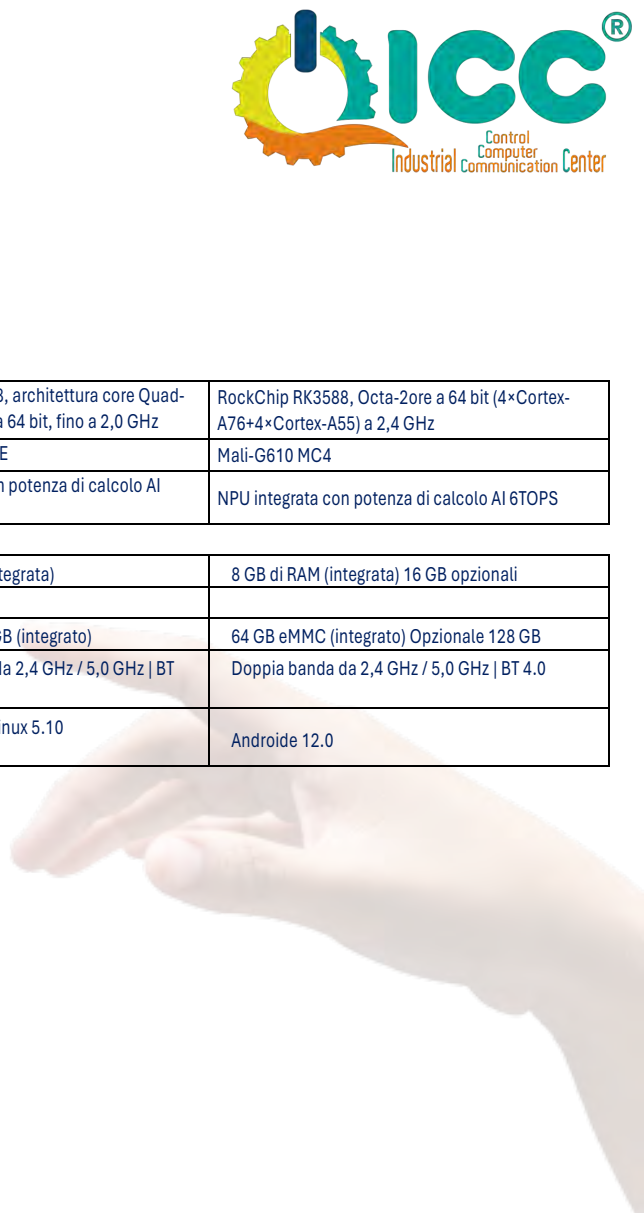 ICC®
Control
Industrial Computer Center
Communication
, architettura core Quad-
a 64 bit, fino a 2,0 GHz
RockChip RK3588, Octa-2ore a 64 bit (4×Cortex-
A76+4×Cortex-A55) a 2,4 GHz
E
Mali-G610 MC4
potenza di calcolo AI
NPU integrata con potenza di calcolo AI 6TOPS
tegrata)
8 GB di RAM (integrata) 16 GB opzionali
GB (integrato)
64 GB eMMC (integrato) Opzionale 128 GB
da 2,4 GHz / 5,0 GHz | BT
Doppia banda da 2,4 GHz / 5,0 GHz | BT 4.0
inux 5.10
Androide 12.0